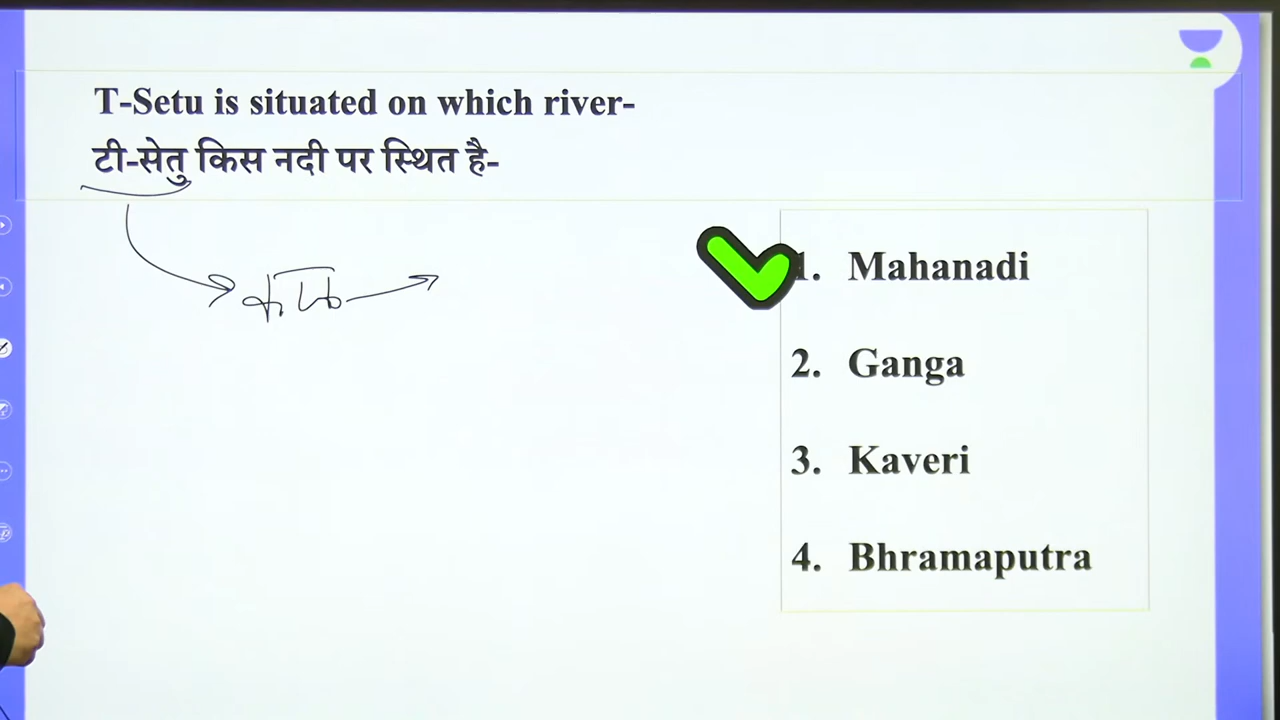 T-Setu is situated on which river-
टी-सेतु किस नदी पर स्थित है-
1. Mahanadi
2. Ganga
3. Kaveri
4. Bhramaputra